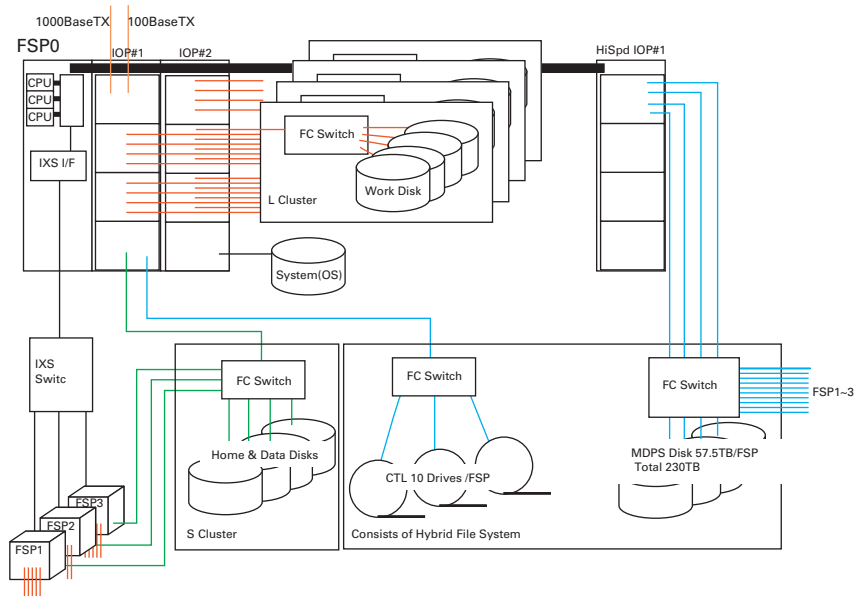 1000BaseTX 100BaseTX
FSP0
IOP#1 IOP#2
HiSpd IOP#1
CPU
CPU
CPU
FC Switch
IXS I/F
Work Disk
L Cluster
System(OS)
IXS
Switc
FC Switch
FC Switch
FC Switch
FSP1~3
Home & Data Disks
MDPS Disk 57.5TB/FSP
Total 230TB
CTL 10 Drives /FSP
FSP3
FSP2
FSP1
S Cluster
Consists of Hybrid File System